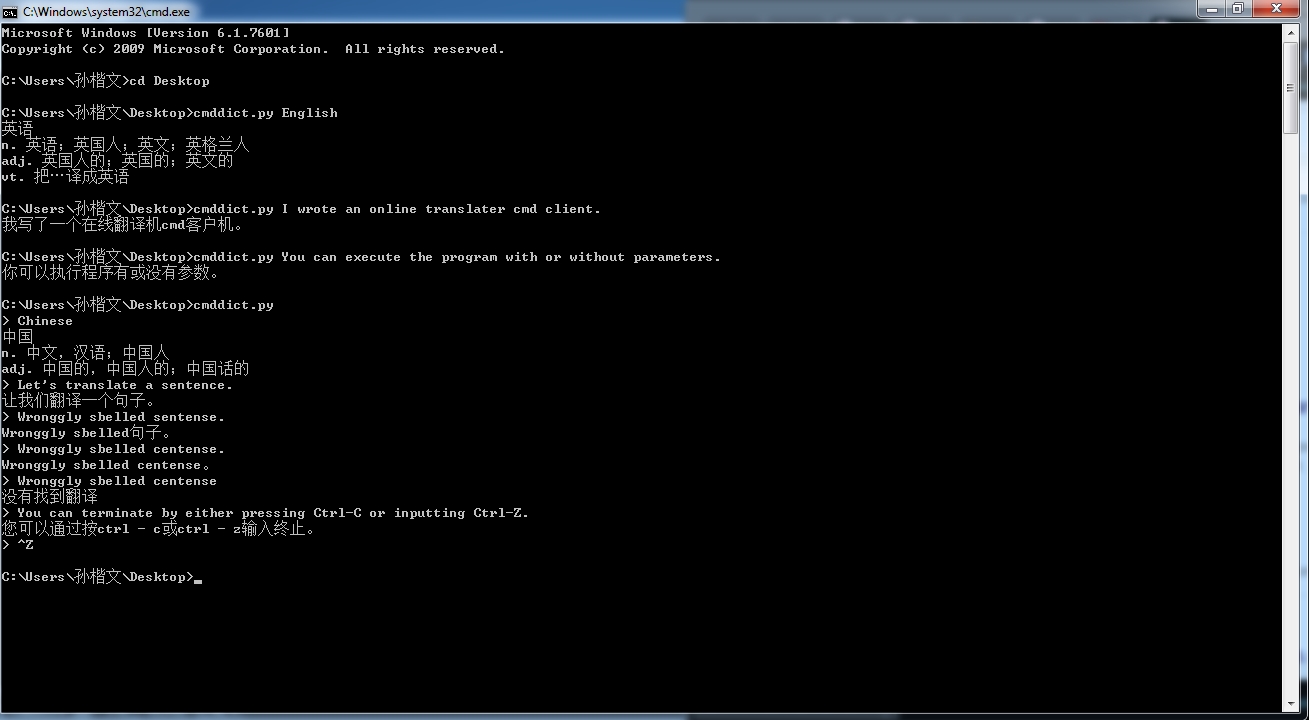 C:\Windows\system32\cmd.exe
Microsoft Windows [Version 6.1.7601]
Copyright (c) 2009 Microsoft Corporation.  All rights reserved.
C:\Users\孙楷文>cd Desktop
C:\Users\孙楷文\Desktop>cmddict.py English
英语
n. 英语；英国人；英文；英格兰人
adj. 英国人的；英国的；英文的
vt. 把…译成英语
C:\Users\孙楷文\Desktop>cmddict.py I wrote an online translater cmd client.
我写了一个在线翻译机cmd客户机。
C:\Users\孙楷文\Desktop>cmddict.py You can execute the program with or without parameters.
你可以执行程序有或没有参数。
C:\Users\孙楷文\Desktop>cmddict.py
> Chinese
中国
n. 中文，汉语；中国人
adj. 中国的，中国人的；中国话的
> Let's translate a sentence.
让我们翻译一个句子。
> Wronggly sbelled sentense.
Wronggly sbelled句子。
> Wronggly sbelled centense.
Wronggly sbelled centense。
> Wronggly sbelled centense
没有找到翻译
> You can terminate by either pressing Ctrl-C or inputting Ctrl-Z.
您可以通过按ctrl - c或ctrl - z输入终止。
> ^Z
C:\Users\孙楷文\Desktop>_